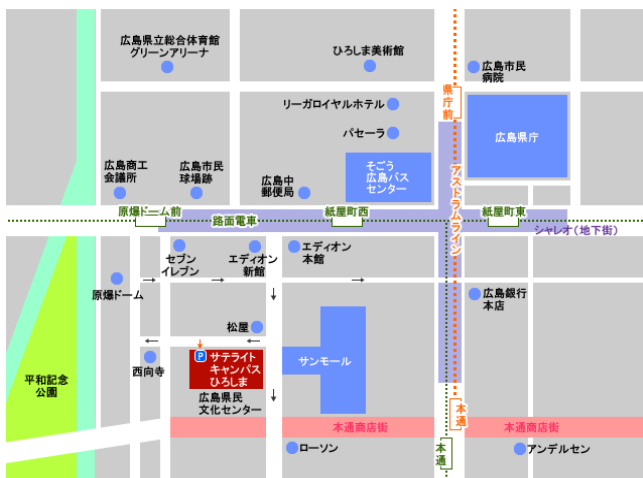 広島県立総合体育館
グリーンアリーナ
ひろしま美術館
広島市民
病院
県庁前
リーガロイヤルホテル
パセーラ
広島県庁
そごう
広島バス
センター
アストラムライン
広島商工
会議所
広島市民
球場跡
広島中
郵便局
原爆ドーム前
路面電車
紙屋町西
紙屋町東
シャレオ(地下街)
セブン
イレブン
エディオン
新館
エディオン
本館
原爆ドーム
広島銀行
本店
松屋
西向寺
P
サテライト
キャンパス
ひろしま
サンモール
平和記念
公園
広島県民
文化センター
本通
本通商店街
本通商店街
本通
ローソン
アンデルセン